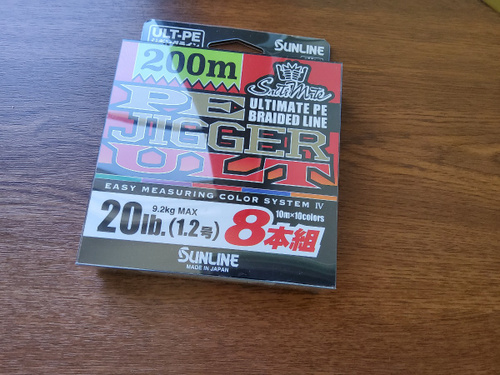 ULT-PE
SUNLINE
200m
SaltiMate
PE
ULTIMATE PE
BRAIDED LINE
JIGGER
ULT
EASY MEASURING COLOR SYSTEM IV
9.2kg MAX
10m×10colors
20lb.(1.2号)
8本組
SUNLINE
MADE IN JAPAN